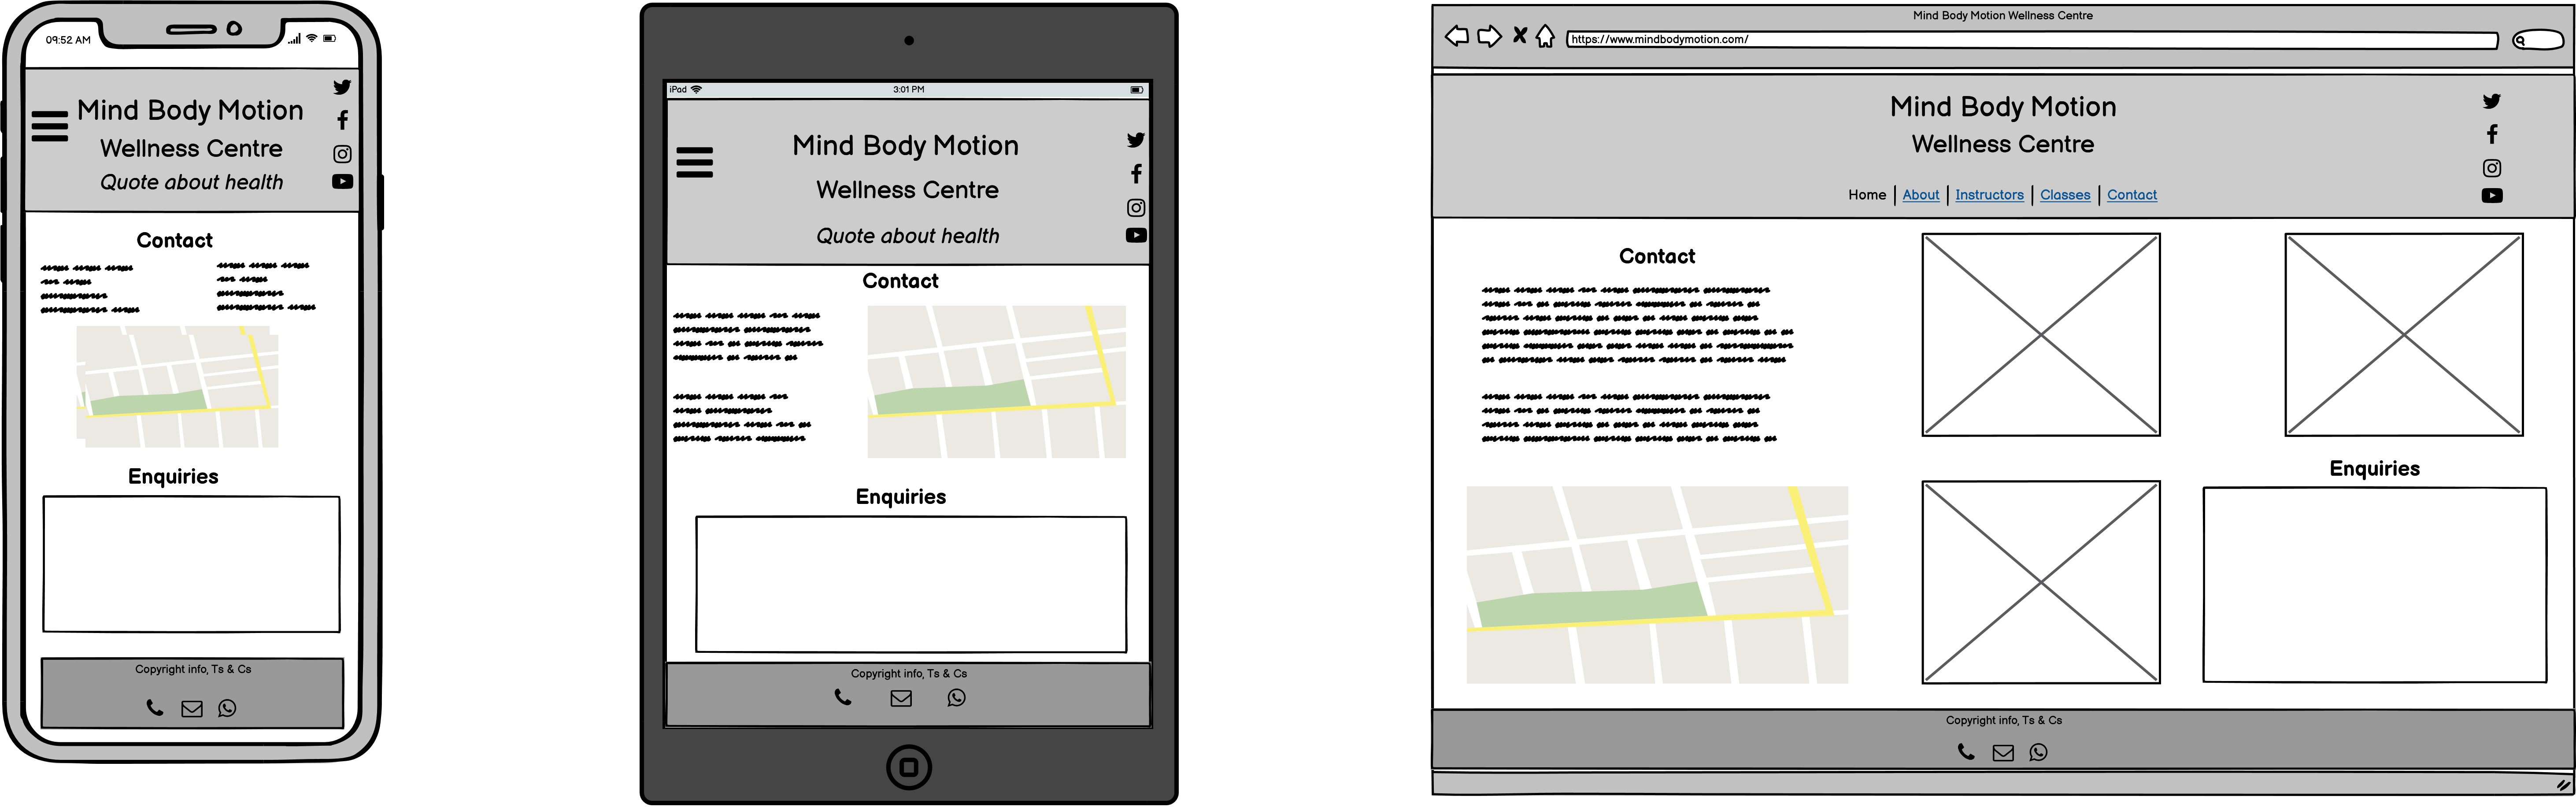 09:52 AM
Mind Body Motion
Wellness Centre
Quote about health
Contact
Enquiries
Copyright info, Ts & Cs
iPad
3:01 PM
Mind Body Motion
Wellness Centre
Quote about health
Contact
Enquiries
Copyright info, Ts & Cs
Mind Body Motion Wellness Centre
https://www.mindbodymotion.com/
Mind Body Motion
Wellness Centre
Home | About | Instructors | Classes | Contact
Contact
Enquiries
Copyright info, Ts & Cs